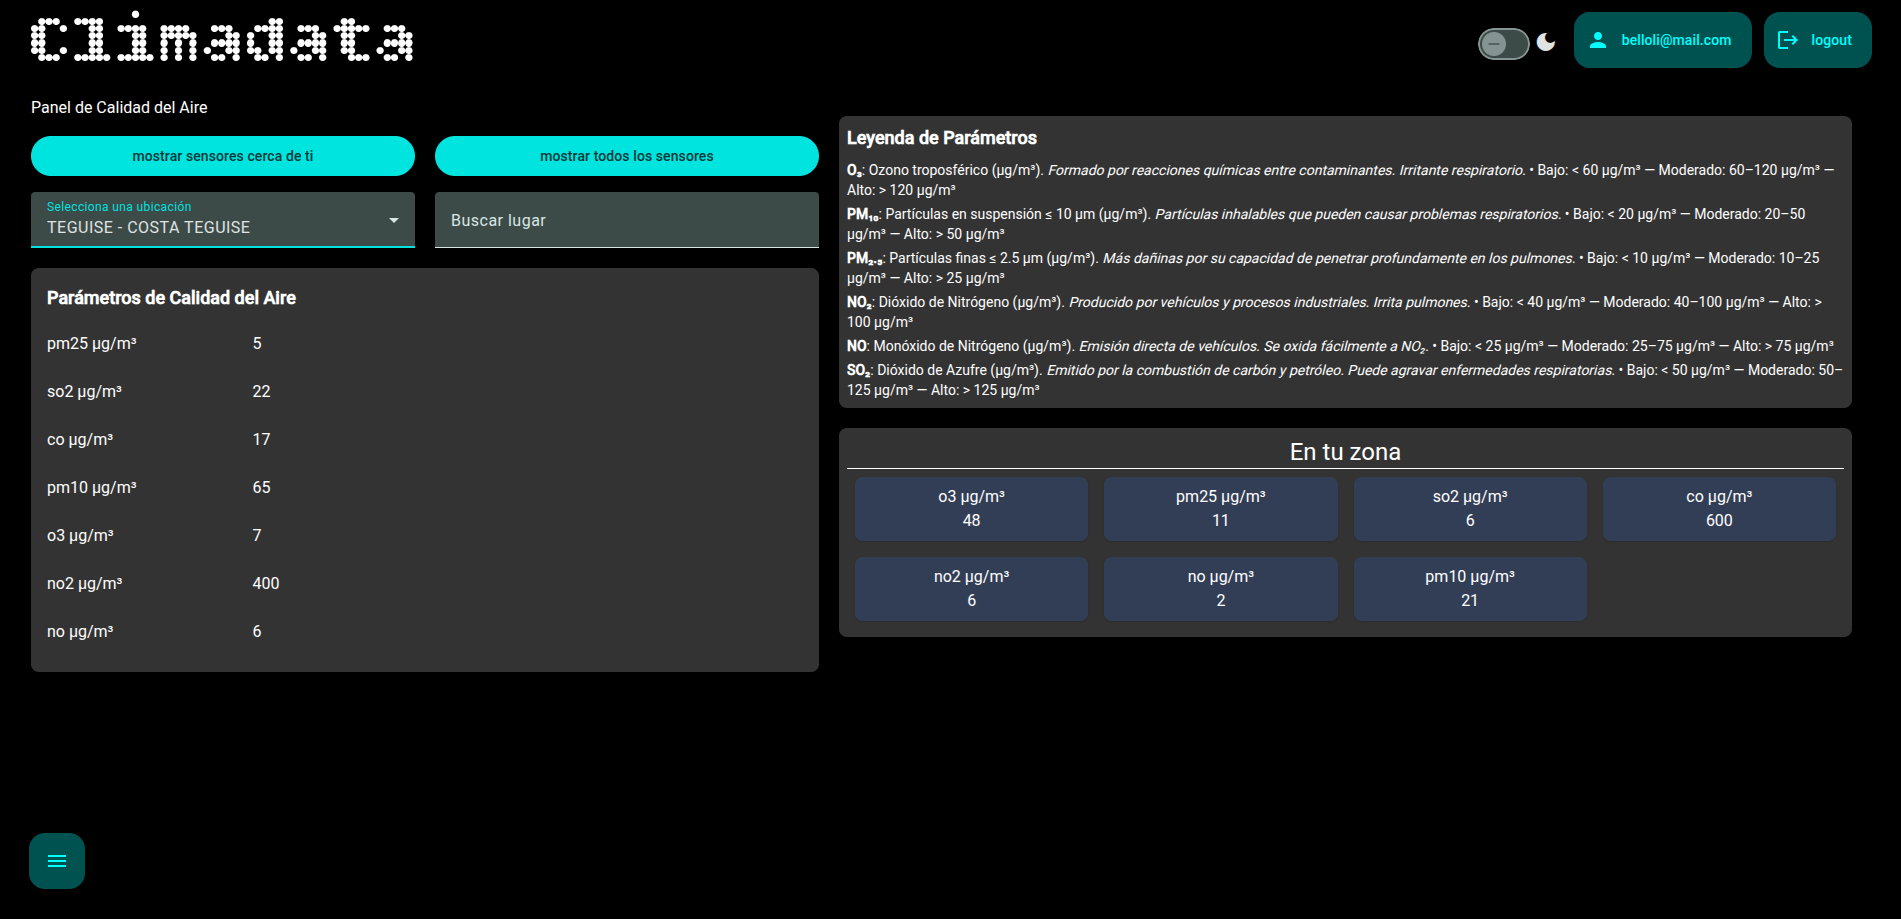 Climadata
belloli@mail.com
logout
Panel de Calidad del Aire
mostrar sensores cerca de ti
mostrar todos los sensores
Selecciona una ubicación
TEGUISE - COSTA TEGUISE
Buscar lugar
Parámetros de Calidad del Aire
pm25 µg/m³ 5
so2 µg/m³ 22
co µg/m³ 17
pm10 µg/m³ 65
o3 µg/m³ 7
no2 µg/m³ 400
no µg/m³ 6
Leyenda de Parámetros
O₃: Ozono troposférico (µg/m³). Formado por reacciones químicas entre contaminantes. Irritante respiratorio. • Bajo: < 60 µg/m³ — Moderado: 60–120 µg/m³ —
Alto: > 120 µg/m³
PM₁₀: Partículas en suspensión ≤ 10 µm (µg/m³). Partículas inhalables que pueden causar problemas respiratorios. • Bajo: < 20 µg/m³ — Moderado: 20–50
µg/m³ — Alto: > 50 µg/m³
PM₂.₅: Partículas finas ≤ 2.5 µm (µg/m³). Más dañinas por su capacidad de penetrar profundamente en los pulmones. • Bajo: < 10 µg/m³ — Moderado: 10–25
µg/m³ — Alto: > 25 µg/m³
NO₂: Dióxido de Nitrógeno (µg/m³). Producido por vehículos y procesos industriales. Irrita pulmones. • Bajo: < 40 µg/m³ — Moderado: 40–100 µg/m³ — Alto: >
100 µg/m³
NO: Monóxido de Nitrógeno (µg/m³). Emisión directa de vehículos. Se oxida fácilmente a NO₂. • Bajo: < 25 µg/m³ — Moderado: 25–75 µg/m³ — Alto: > 75 µg/m³
SO₂: Dióxido de Azufre (µg/m³). Emitido por la combustión de carbón y petróleo. Puede agravar enfermedades respiratorias. • Bajo: < 50 µg/m³ — Moderado: 50–
125 µg/m³ — Alto: > 125 µg/m³
En tu zona
o3 µg/m³
48
pm25 µg/m³
11
so2 µg/m³
6
co µg/m³
600
no2 µg/m³
6
no µg/m³
2
pm10 µg/m³
21